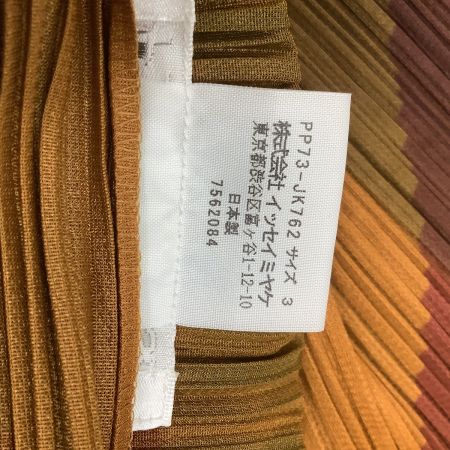 PP73-JK762 サイズ 3
株式会社 イッセイミヤケ
東京都渋谷区富ヶ谷1-12-10
日本製
7562084